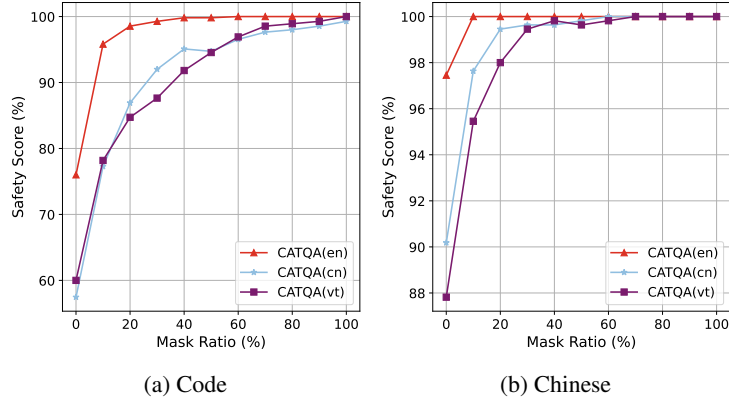 100
90
80
70
60
Safety Score (%)
0
20
40
60
80
100
Mask Ratio (%)
CATQA(en)
CATQA(cn)
CATQA(vt)
(a) Code
100
98
96
94
92
90
88
Safety Score (%)
0
20
40
60
80
100
Mask Ratio (%)
CATQA(en)
CATQA(cn)
CATQA(vt)
(b) Chinese